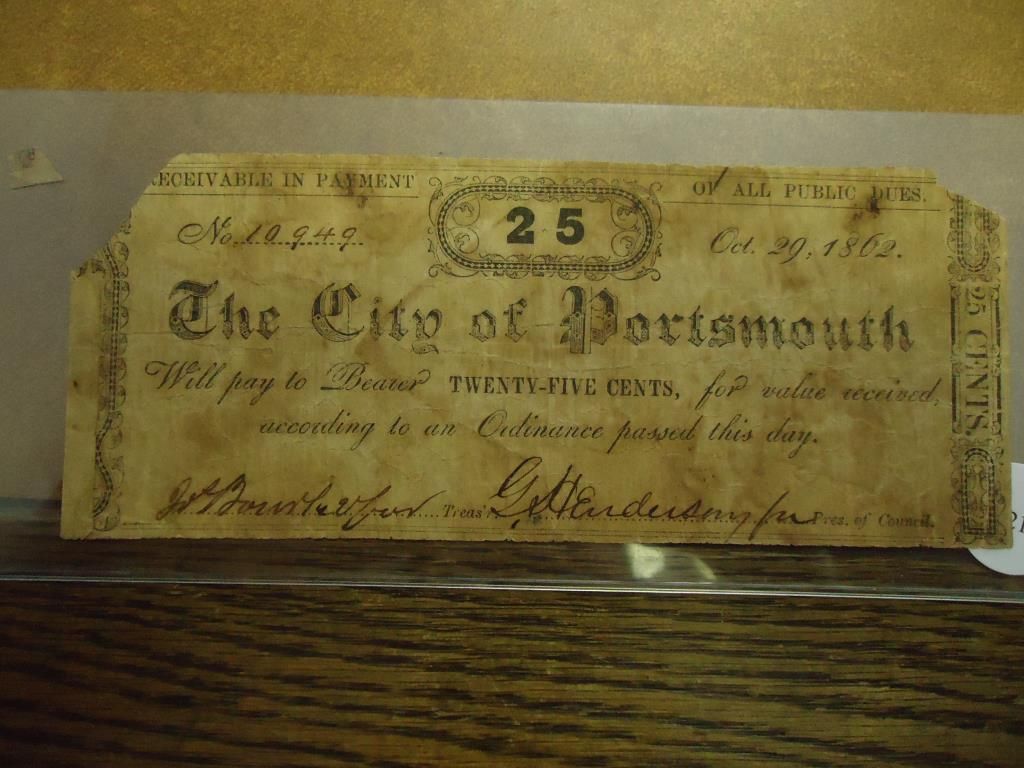 RECEIVABLE IN PAYMENT OF ALL PUBLIC DUES.
25
No. 10949 Oct. 29, 1862.
The City of Portsmouth
Will pay to Bearer TWENTY-FIVE CENTS, for value received,
according to an Ordinance passed this day.
Treas'r. G. Henderson, for Pres. of Council.
25 CENTS